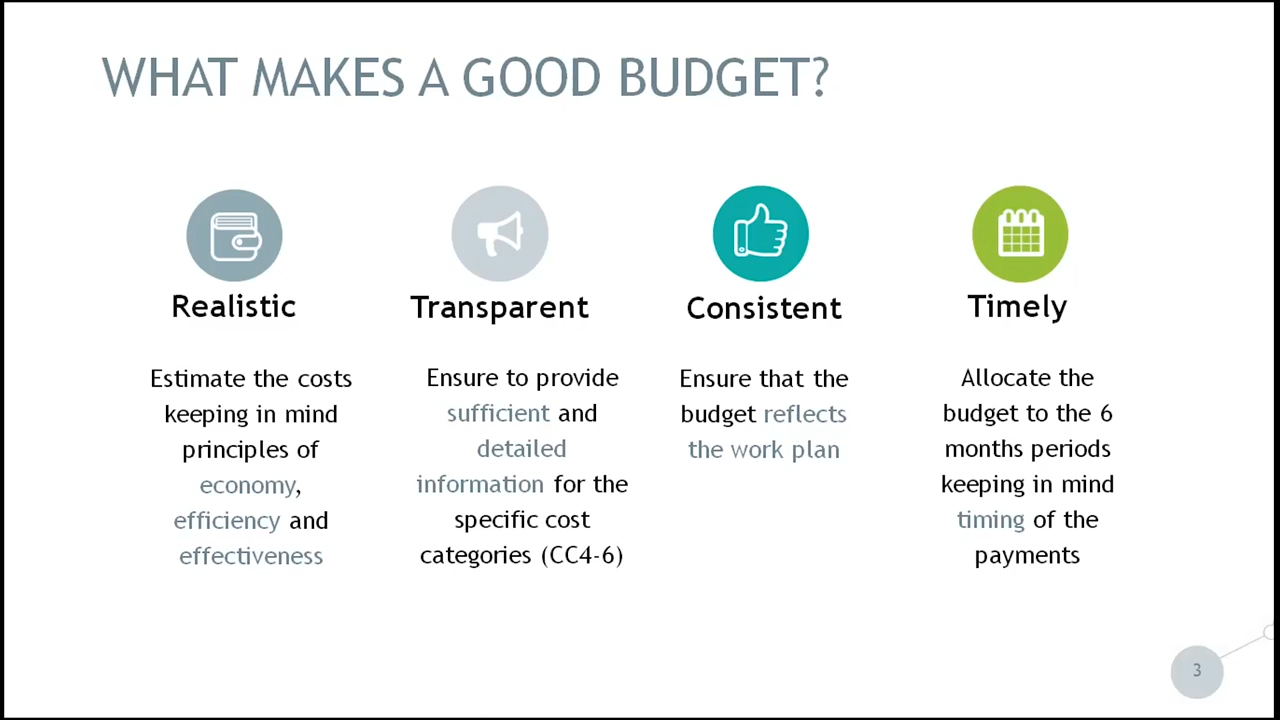 WHAT MAKES A GOOD BUDGET?
Realistic
Estimate the costs
keeping in mind
principles of
economy,
efficiency and
effectiveness
Transparent
Ensure to provide
sufficient and
detailed
information for the
specific cost
categories (CC4-6)
Consistent
Ensure that the
budget reflects
the work plan
Timely
Allocate the
budget to the 6
months periods
keeping in mind
timing of the
payments
3